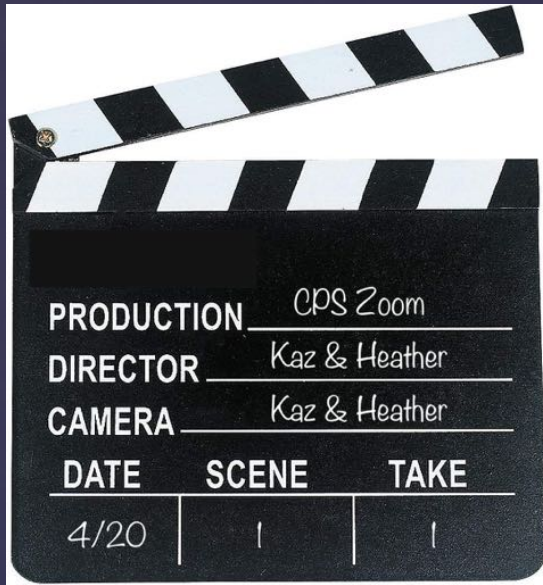 PRODUCTION CPS Zoom
DIRECTOR Kaz & Heather
CAMERA Kaz & Heather
DATE SCENE TAKE
4/20 1 1